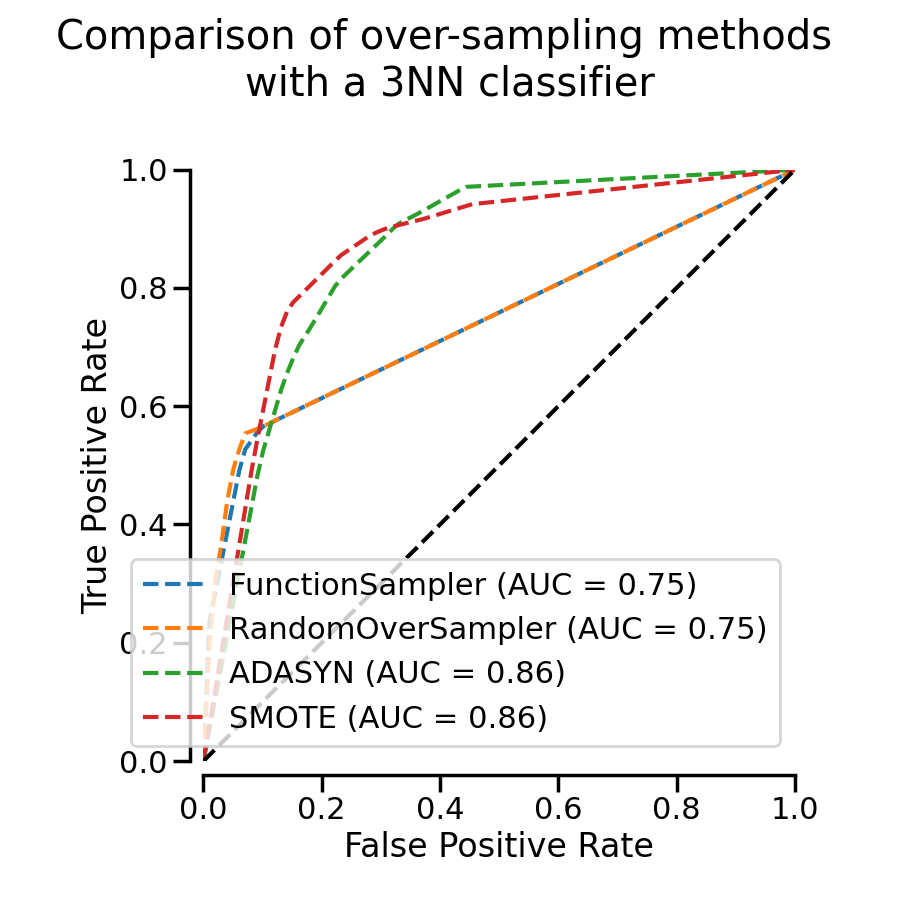 Comparison of over-sampling methods
with a 3NN classifier
1.0
0.8
0.6
0.4
0.2
0.0
True Positive Rate
FunctionSampler (AUC = 0.75)
RandomOverSampler (AUC = 0.75)
ADASYN (AUC = 0.86)
SMOTE (AUC = 0.86)
0.0 0.2 0.4 0.6 0.8 1.0
False Positive Rate